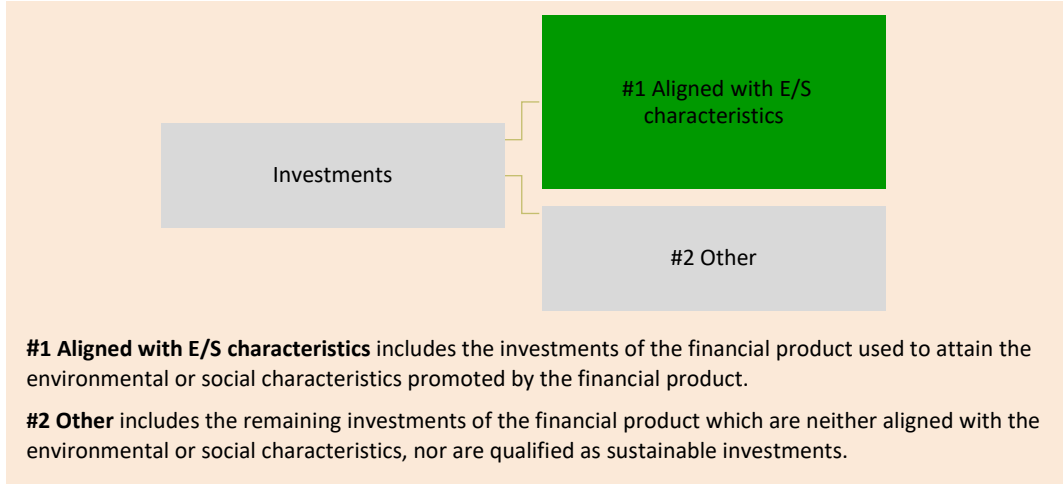 #1 Aligned with E/S
characteristics
Investments
#2 Other
#1 Aligned with E/S characteristics includes the investments of the financial product used to attain the
environmental or social characteristics promoted by the financial product.
#2 Other includes the remaining investments of the financial product which are neither aligned with the
environmental or social characteristics, nor are qualified as sustainable investments.